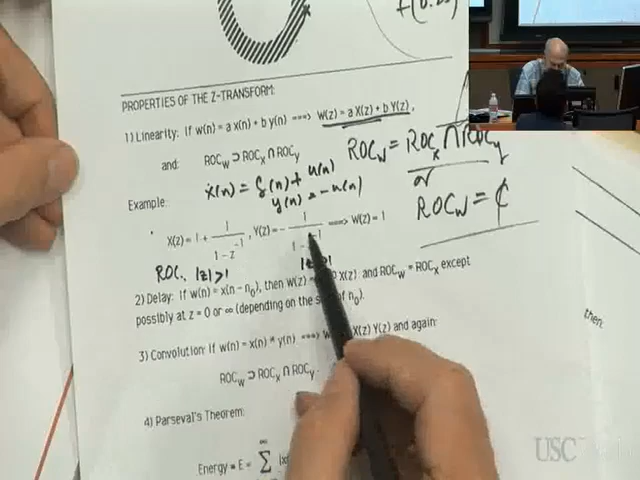 +(0.25)
PROPERTIES OF THE Z-TRANSFORM:
1) Linearity: If w(n) = a x(n) + b y(n) ===> W(z) = a X(z) + b Y(z),
and: ROC_W ⊃ ROC_X ∩ ROC_Y
ROC_W = ROC_X ∩ ROC_Y
or
ROC_W = ₵
x(n) = δ(n) + u(n)
y(n) = -u(n)
Example:
X(z) = 1 + 1 / (1 - z^-1), Y(z) = - 1 / (1 - z^-1) ===> W(z) = 1
ROC, |z|>1 |z|>1
2) Delay: If w(n) = x(n - n0), then W(z) = X(z) and ROC_W = ROC_X except
possibly at z = 0 or ∞ (depending on the of n0).
3) Convolution: If w(n) = x(n) * y(n) ===> X(z) Y(z) and again:
ROC_W ⊃ ROC_X ∩ ROC_Y.
4) Parseval's Theorem:
Energy = E = ∑
∞
then:
USC